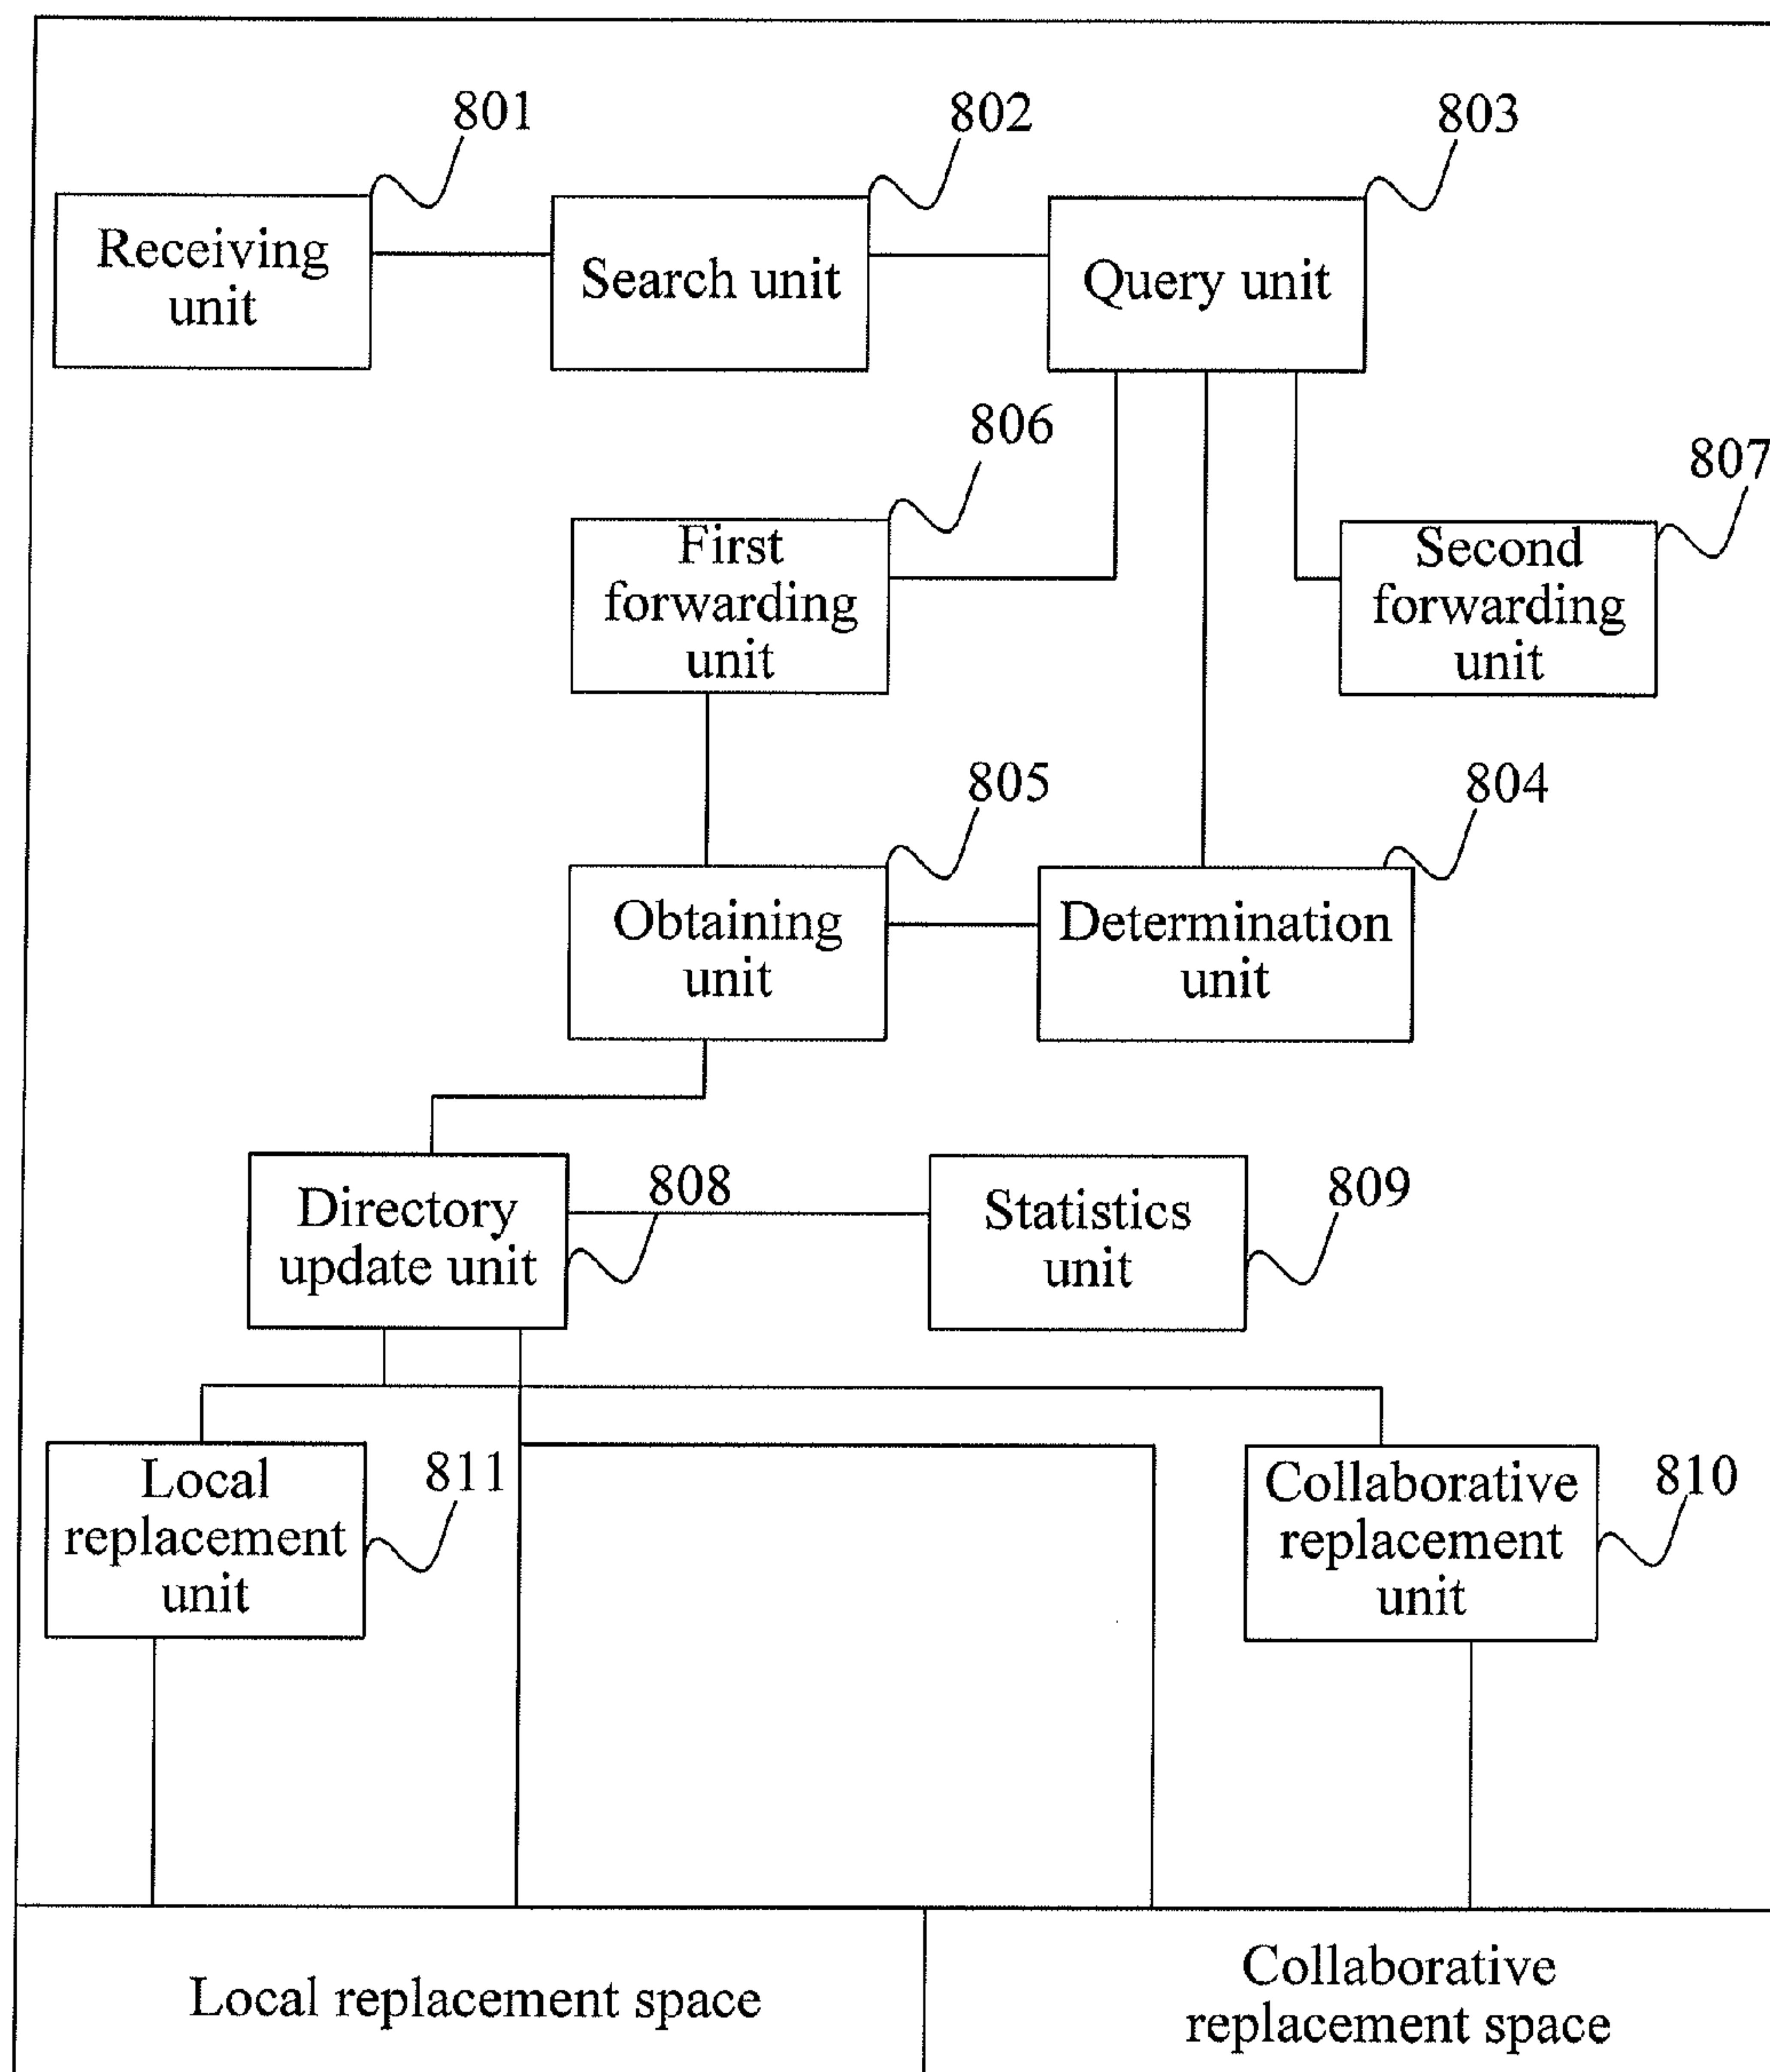 801
802
803
Receiving
unit
Search unit
Query unit
806
807
First
forwarding
unit
Second
forwarding
unit
805
804
Obtaining
unit
Determination
unit
Directory
update unit
808
Statistics
unit
809
Local
replacement
unit
811
Collaborative
replacement
unit
810
Local replacement space
Collaborative
replacement space